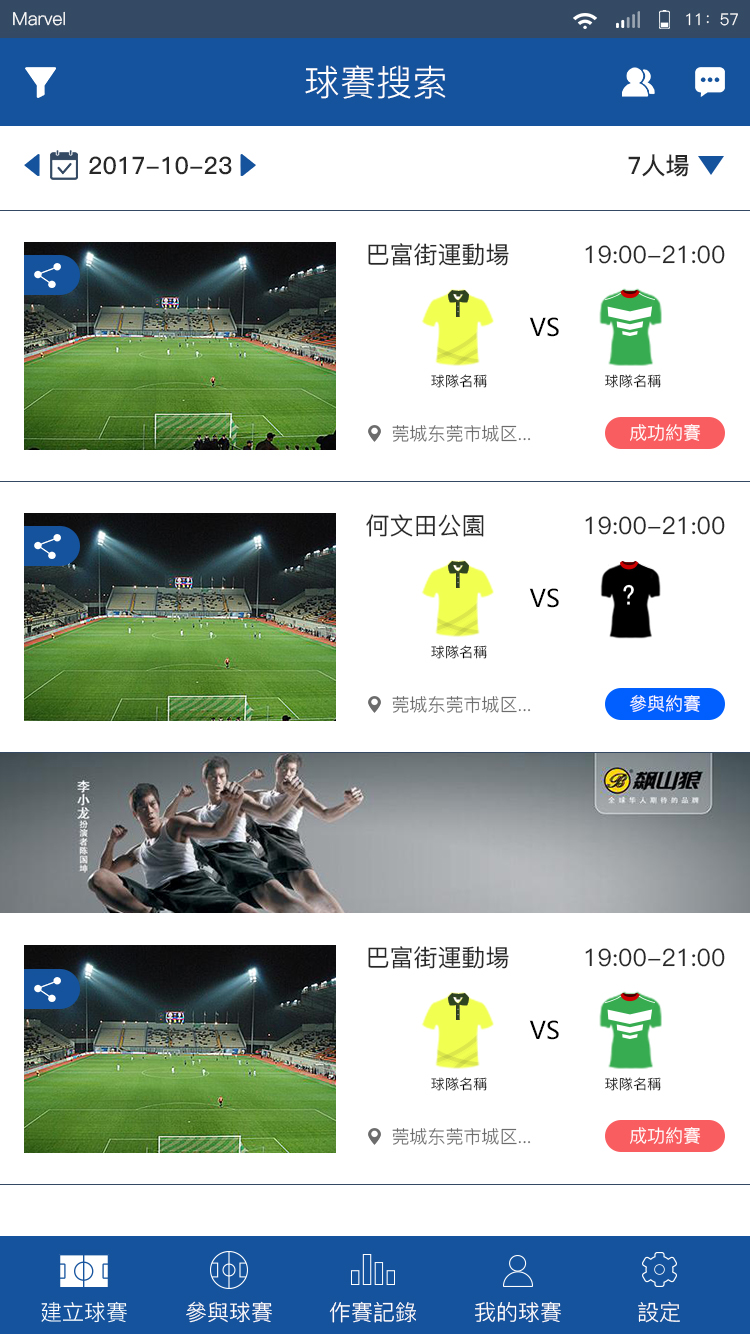 Marvel
11: 57
球賽搜索
2017-10-23
7人場
巴富街運動場
19:00-21:00
VS
球隊名稱
球隊名稱
莞城东莞市城区...
成功約賽
何文田公園
19:00-21:00
VS
?
球隊名稱
莞城东莞市城区...
參與約賽
李小龙扮演者陈国坤
飙山狼
全球华人期待的品牌
巴富街運動場
19:00-21:00
VS
球隊名稱
球隊名稱
莞城东莞市城区...
成功約賽
建立球賽
參與球賽
作賽記錄
我的球賽
設定